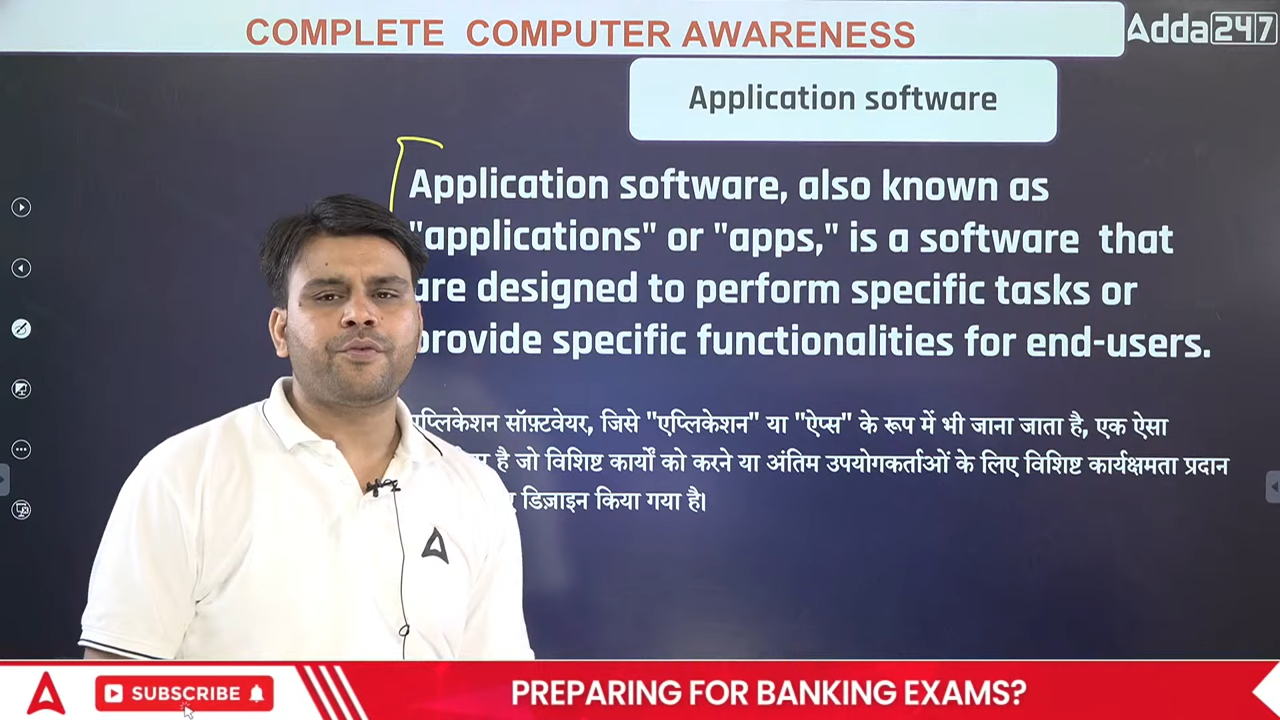 COMPLETE COMPUTER AWARENESS
Adda247
Application software
Application software, also known as
"applications" or "apps," is a software that
are designed to perform specific tasks or
provide specific functionalities for end-users.
एप्लिकेशन सॉफ़्टवेयर, जिसे "एप्लिकेशन" या "ऐप्स" के रूप में भी जाना जाता है, एक ऐसा
है जो विशिष्ट कार्यों को करने या अंतिम उपयोगकर्ताओं के लिए विशिष्ट कार्यक्षमता प्रदान
डिज़ाइन किया गया है।
SUBSCRIBE
PREPARING FOR BANKING EXAMS?